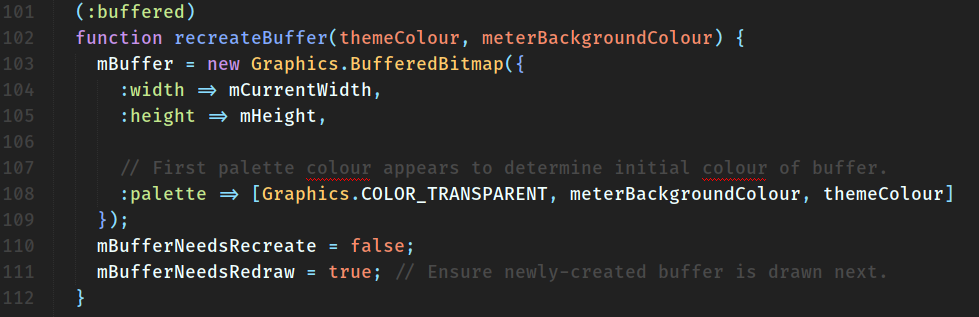 101 (:buffered)
102 function recreateBuffer(themeColour, meterBackgroundColour) {
103 mBuffer = new Graphics.BufferedBitmap({
104 :width => mCurrentWidth,
105 :height => mHeight,
106
107 // First palette colour appears to determine initial colour of buffer.
108 :palette => [Graphics.COLOR_TRANSPARENT, meterBackgroundColour, themeColour]
109 });
110 mBufferNeedsRecreate = false;
111 mBufferNeedsRedraw = true; // Ensure newly-created buffer is drawn next.
112 }